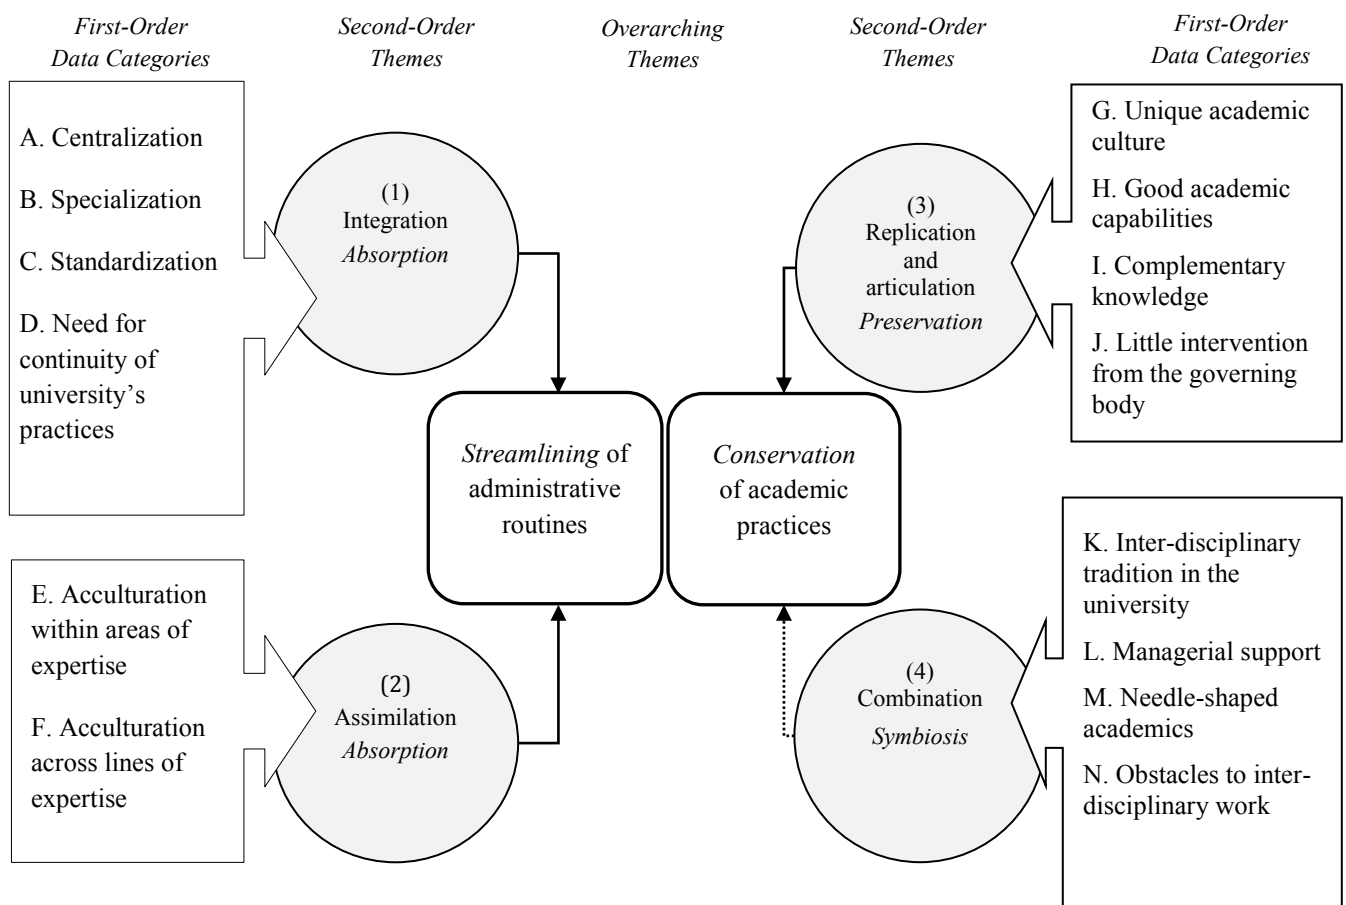 First-Order
Data Categories
Second-Order
Themes
Overarching
Themes
Second-Order
Themes
First-Order
Data Categories
A. Centralization
B. Specialization
C. Standardization
D. Need for
continuity of
university’s
practices
(1)
Integration
Absorption
(3)
Replication
and
articulation
Preservation
G. Unique academic
culture
H. Good academic
capabilities
I. Complementary
knowledge
J. Little intervention
from the governing
body
Streamlining of
administrative
routines
Conservation
of academic
practices
E. Acculturation
within areas of
expertise
F. Acculturation
across lines of
expertise
(2)
Assimilation
Absorption
(4)
Combination
Symbiosis
K. Inter-disciplinary
tradition in the
university
L. Managerial support
M. Needle-shaped
academics
N. Obstacles to inter-
disciplinary work